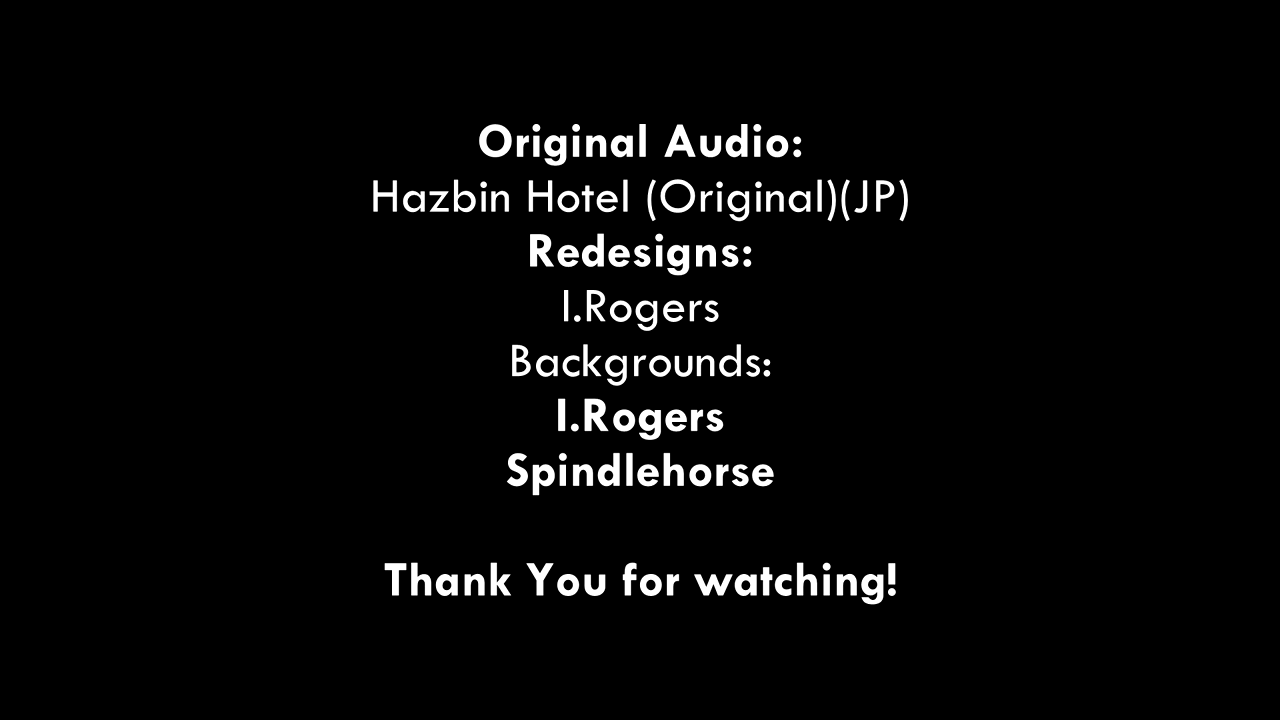 Original Audio:
Hazbin Hotel (Original)(JP)
Redesigns:
I.Rogers
Backgrounds:
I.Rogers
Spindlehorse
Thank You for watching!